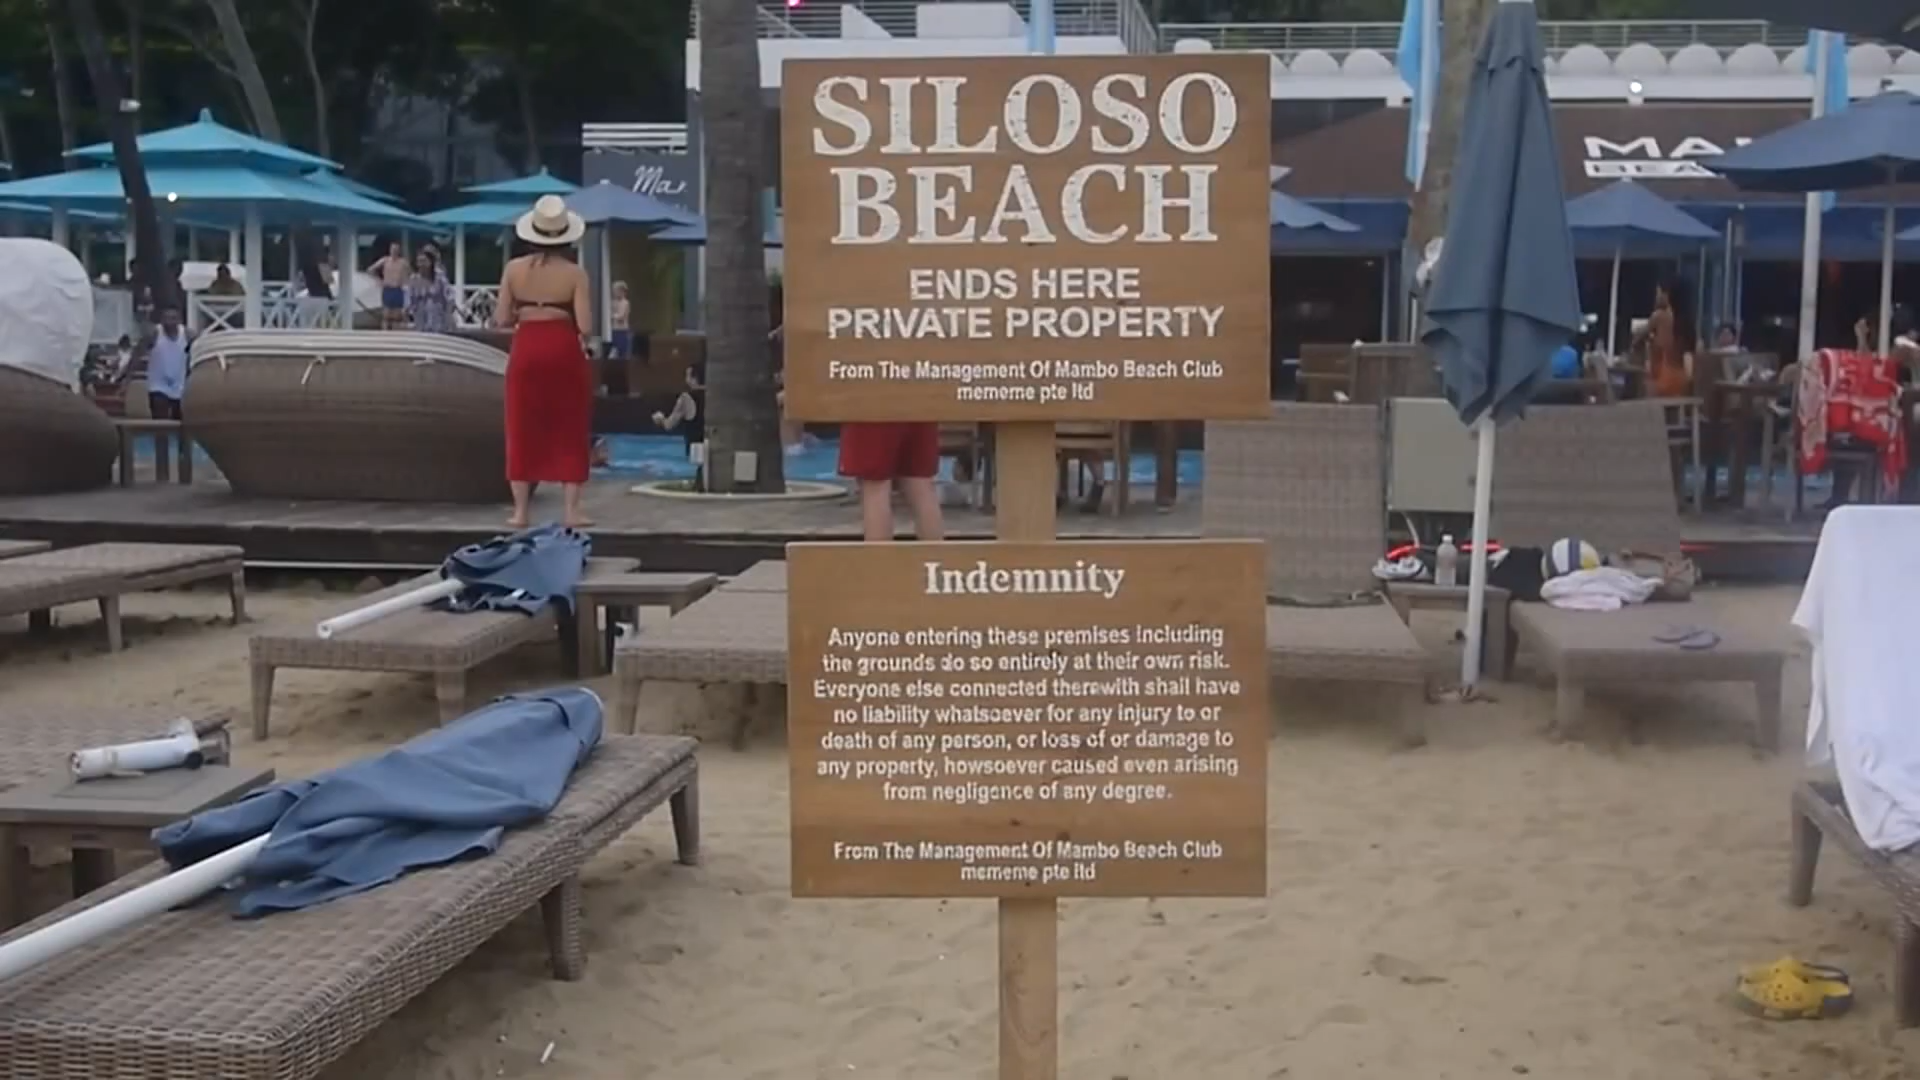 SILOSO
BEACH
ENDS HERE
PRIVATE PROPERTY
From The Management Of Mambo Beach Club
mememe pte ltd
Indemnity
Anyone entering these premises including
the grounds do so entirely at their own risk.
Everyone else connected therewith shall have
no liability whatsoever for any injury to or
death of any person, or loss of or damage to
any property, howsoever caused even arising
from negligence of any degree.
From The Management Of Mambo Beach Club
mememe pte ltd